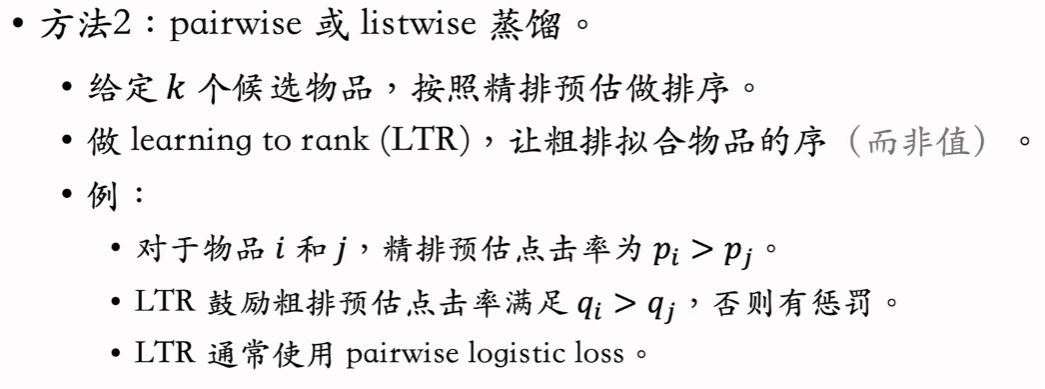 • 方法2：pairwise 或 listwise 蒸馏。
• 给定 k 个候选物品，按照精排预估做排序。
• 做 learning to rank (LTR)，让粗排拟合物品的序（而非值）。
• 例：
• 对于物品 i 和 j，精排预估点击率为 pᵢ > pⱼ。
• LTR 鼓励粗排预估点击率满足 qᵢ > qⱼ，否则有惩罚。
• LTR 通常使用 pairwise logistic loss。